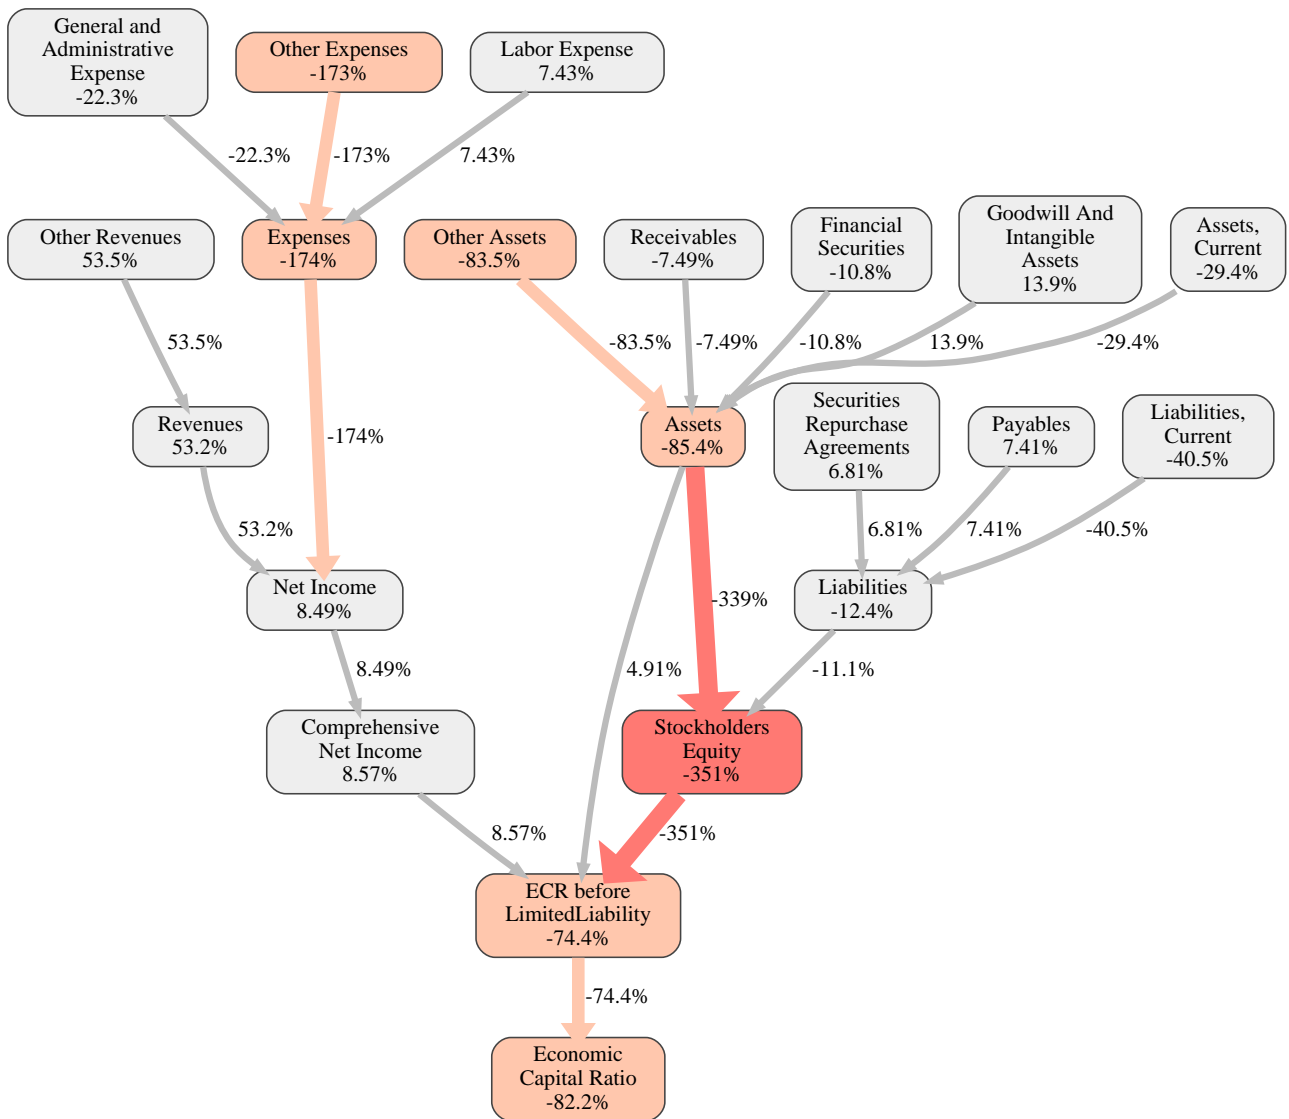 General and
Administrative
Expense
-22.3%
Other Expenses
-173%
Labor Expense
7.43%
-22.3%
-173%
7.43%
Other Revenues
53.5%
Expenses
-174%
Other Assets
-83.5%
Receivables
-7.49%
Financial
Securities
-10.8%
Goodwill And
Intangible
Assets
13.9%
Assets,
Current
-29.4%
53.5%
-83.5%
-7.49%
-10.8%
13.9%
-29.4%
Revenues
53.2%
-174%
Assets
-85.4%
Securities
Repurchase
Agreements
6.81%
Payables
7.41%
Liabilities,
Current
-40.5%
53.2%
6.81%
7.41%
-40.5%
Net Income
8.49%
-339%
Liabilities
-12.4%
8.49%
4.91%
-11.1%
Comprehensive
Net Income
8.57%
Stockholders
Equity
-351%
8.57%
-351%
ECR before
LimitedLiability
-74.4%
-74.4%
Economic
Capital Ratio
-82.2%